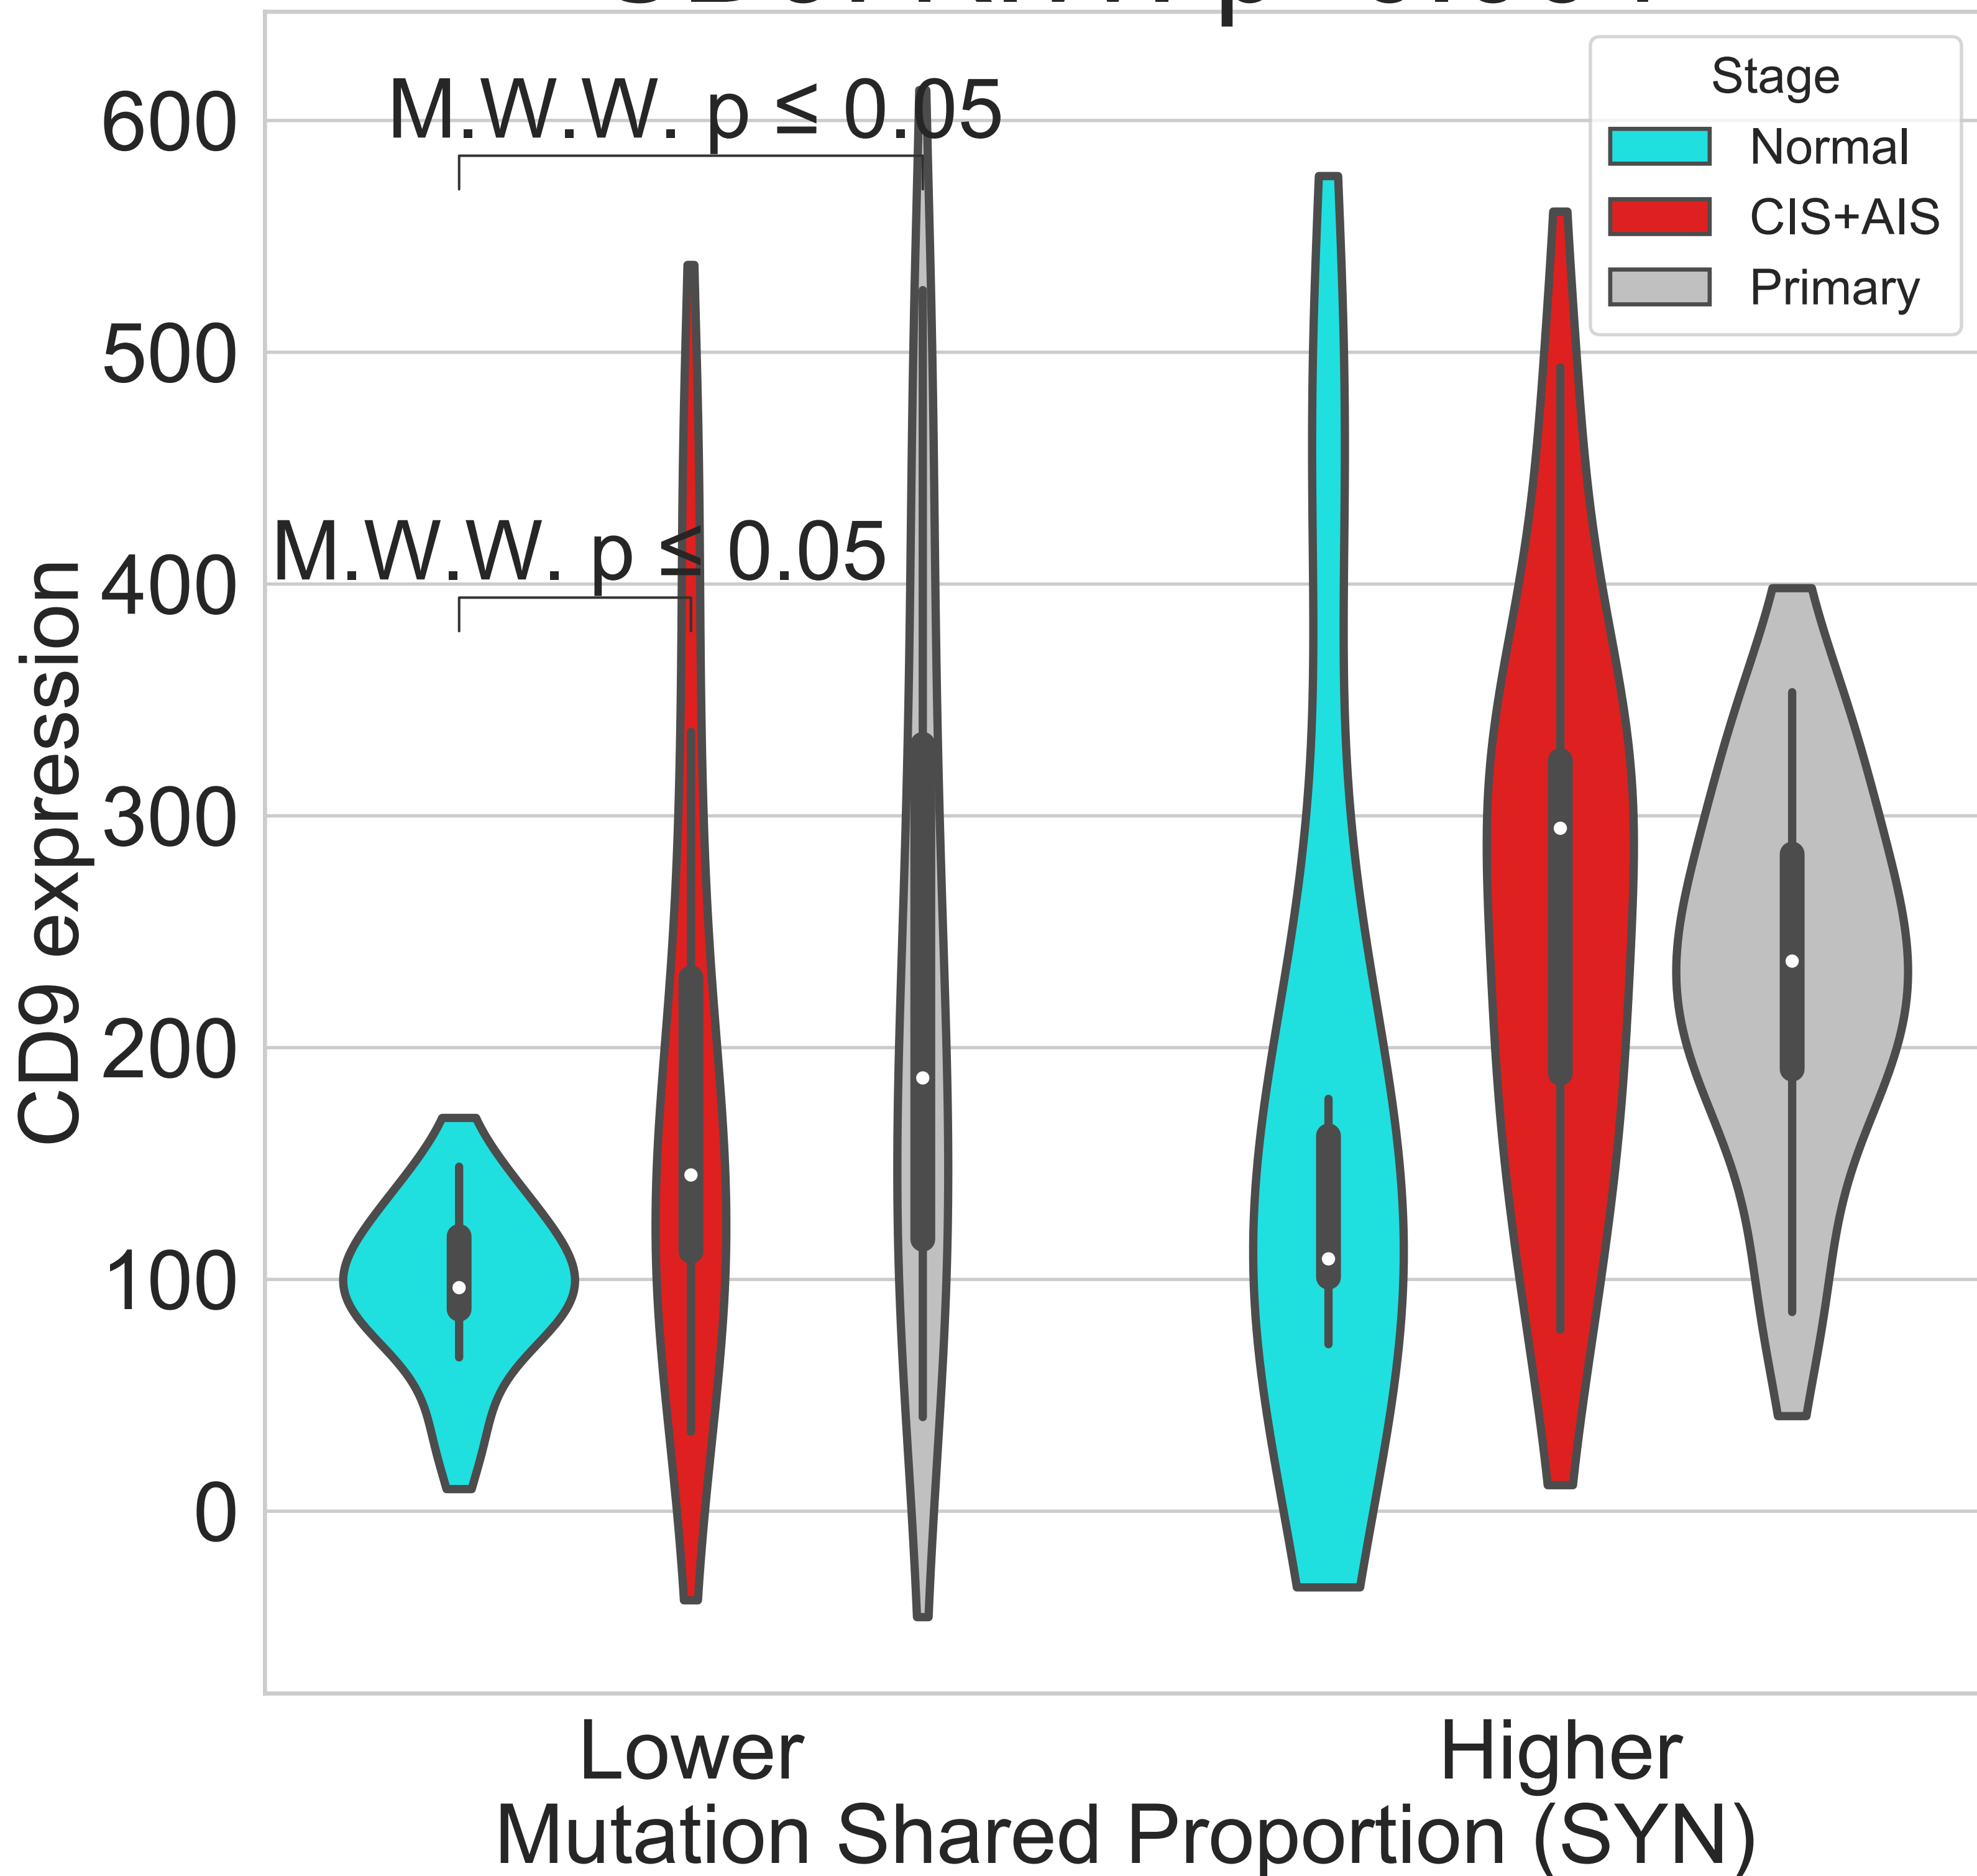 Stage
Normal
CIS+AIS
Primary
M.W.W. p ≤ 0.05
M.W.W. p ≤ 0.05
CD9 expression
600
500
400
300
200
100
0
Lower
Higher
Mutation Shared Proportion (SYN)